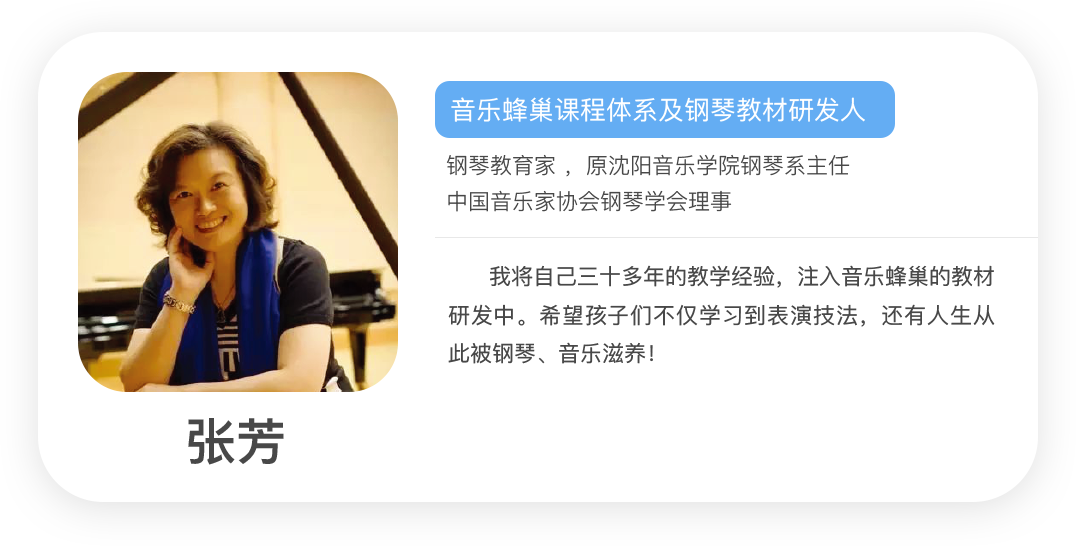 音乐蜂巢课程体系及钢琴教材研发人
钢琴教育家 ，原沈阳音乐学院钢琴系主任
中国音乐家协会钢琴学会理事
我将自己三十多年的教学经验，注入音乐蜂巢的教材
研发中。希望孩子们不仅学习到表演技法，还有人生从
此被钢琴、音乐滋养！
张芳